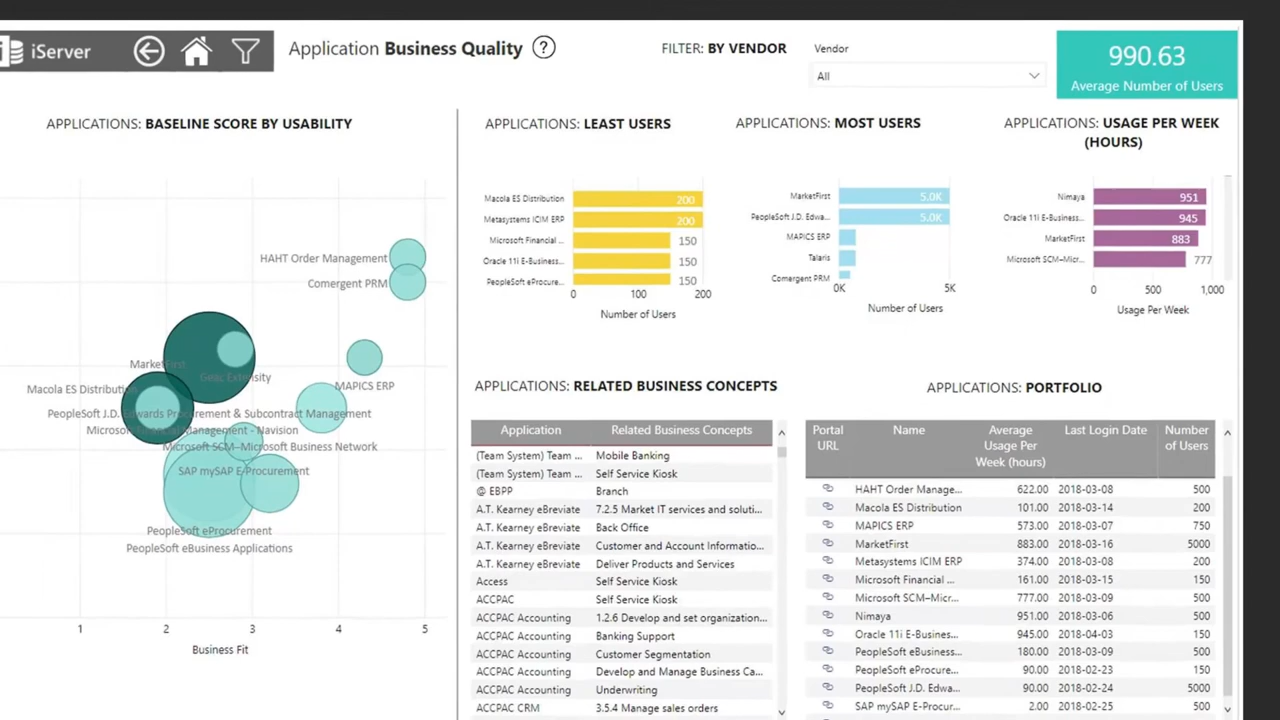 iServer
Application Business Quality ?
FILTER: BY VENDOR
Vendor
All
990.63
Average Number of Users
APPLICATIONS: BASELINE SCORE BY USABILITY
HAHT Order Management
Comergent PRM
MarketFirst
Gelic Extensity
MAPICS ERP
Macola ES Distribution
PeopleSoft J.D. Edwards Procurement & Subcontract Management
Microsoft Financial Management - Navision
Microsoft SCM–Microsoft Business Network
SAP mySAP E-Procurement
PeopleSoft eProcurement
PeopleSoft eBusiness Applications
1 2 3 4 5
Business Fit
APPLICATIONS: LEAST USERS
Macola ES Distribution 200
Metasystems ICIM ERP 200
Microsoft Financial ... 150
Oracle 11i E-Business... 150
PeopleSoft eProcure... 150
0 100 200
Number of Users
APPLICATIONS: MOST USERS
MarketFirst 5.0K
PeopleSoft J.D. Edwa... 5.0K
MAPICS ERP
Talaris
Comergent PRM
0K 5K
Number of Users
APPLICATIONS: USAGE PER WEEK
(HOURS)
Nimaya 951
Oracle 11i E-Business... 945
MarketFirst 883
Microsoft SCM–Micr... 777
0 500 1,000
Usage Per Week
APPLICATIONS: RELATED BUSINESS CONCEPTS
Application Related Business Concepts
(Team System) Team ... Mobile Banking
(Team System) Team ... Self Service Kiosk
@ EBPP Branch
A.T. Kearney eBreviate 7.2.5 Market IT services and soluti...
A.T. Kearney eBreviate Back Office
A.T. Kearney eBreviate Customer and Account Informatio...
A.T. Kearney eBreviate Deliver Products and Services
Access Self Service Kiosk
ACCPAC Self Service Kiosk
ACCPAC Accounting 1.2.6 Develop and set organization...
ACCPAC Accounting Banking Support
ACCPAC Accounting Customer Segmentation
ACCPAC Accounting Develop and Manage Business Ca...
ACCPAC Accounting Underwriting
ACCPAC CRM 3.5.4 Manage sales orders
APPLICATIONS: PORTFOLIO
Portal Name Average Last Login Date Number
URL Usage Per of Users
Week (hours)
HAHT Order Manage... 622.00 2018-03-08 500
Macola ES Distribution 101.00 2018-03-14 200
MAPICS ERP 573.00 2018-03-07 750
MarketFirst 883.00 2018-03-16 5000
Metasystems ICIM ERP 374.00 2018-03-08 200
Microsoft Financial ... 161.00 2018-03-15 150
Microsoft SCM–Micr... 777.00 2018-03-09 500
Nimaya 951.00 2018-03-06 500
Oracle 11i E-Busines... 945.00 2018-04-03 150
PeopleSoft eBusiness... 180.00 2018-03-09 500
PeopleSoft eProcure... 90.00 2018-02-23 150
PeopleSoft J.D. Edwa... 90.00 2018-02-24 5000
SAP mySAP E-Procur... 2.00 2018-02-25 500